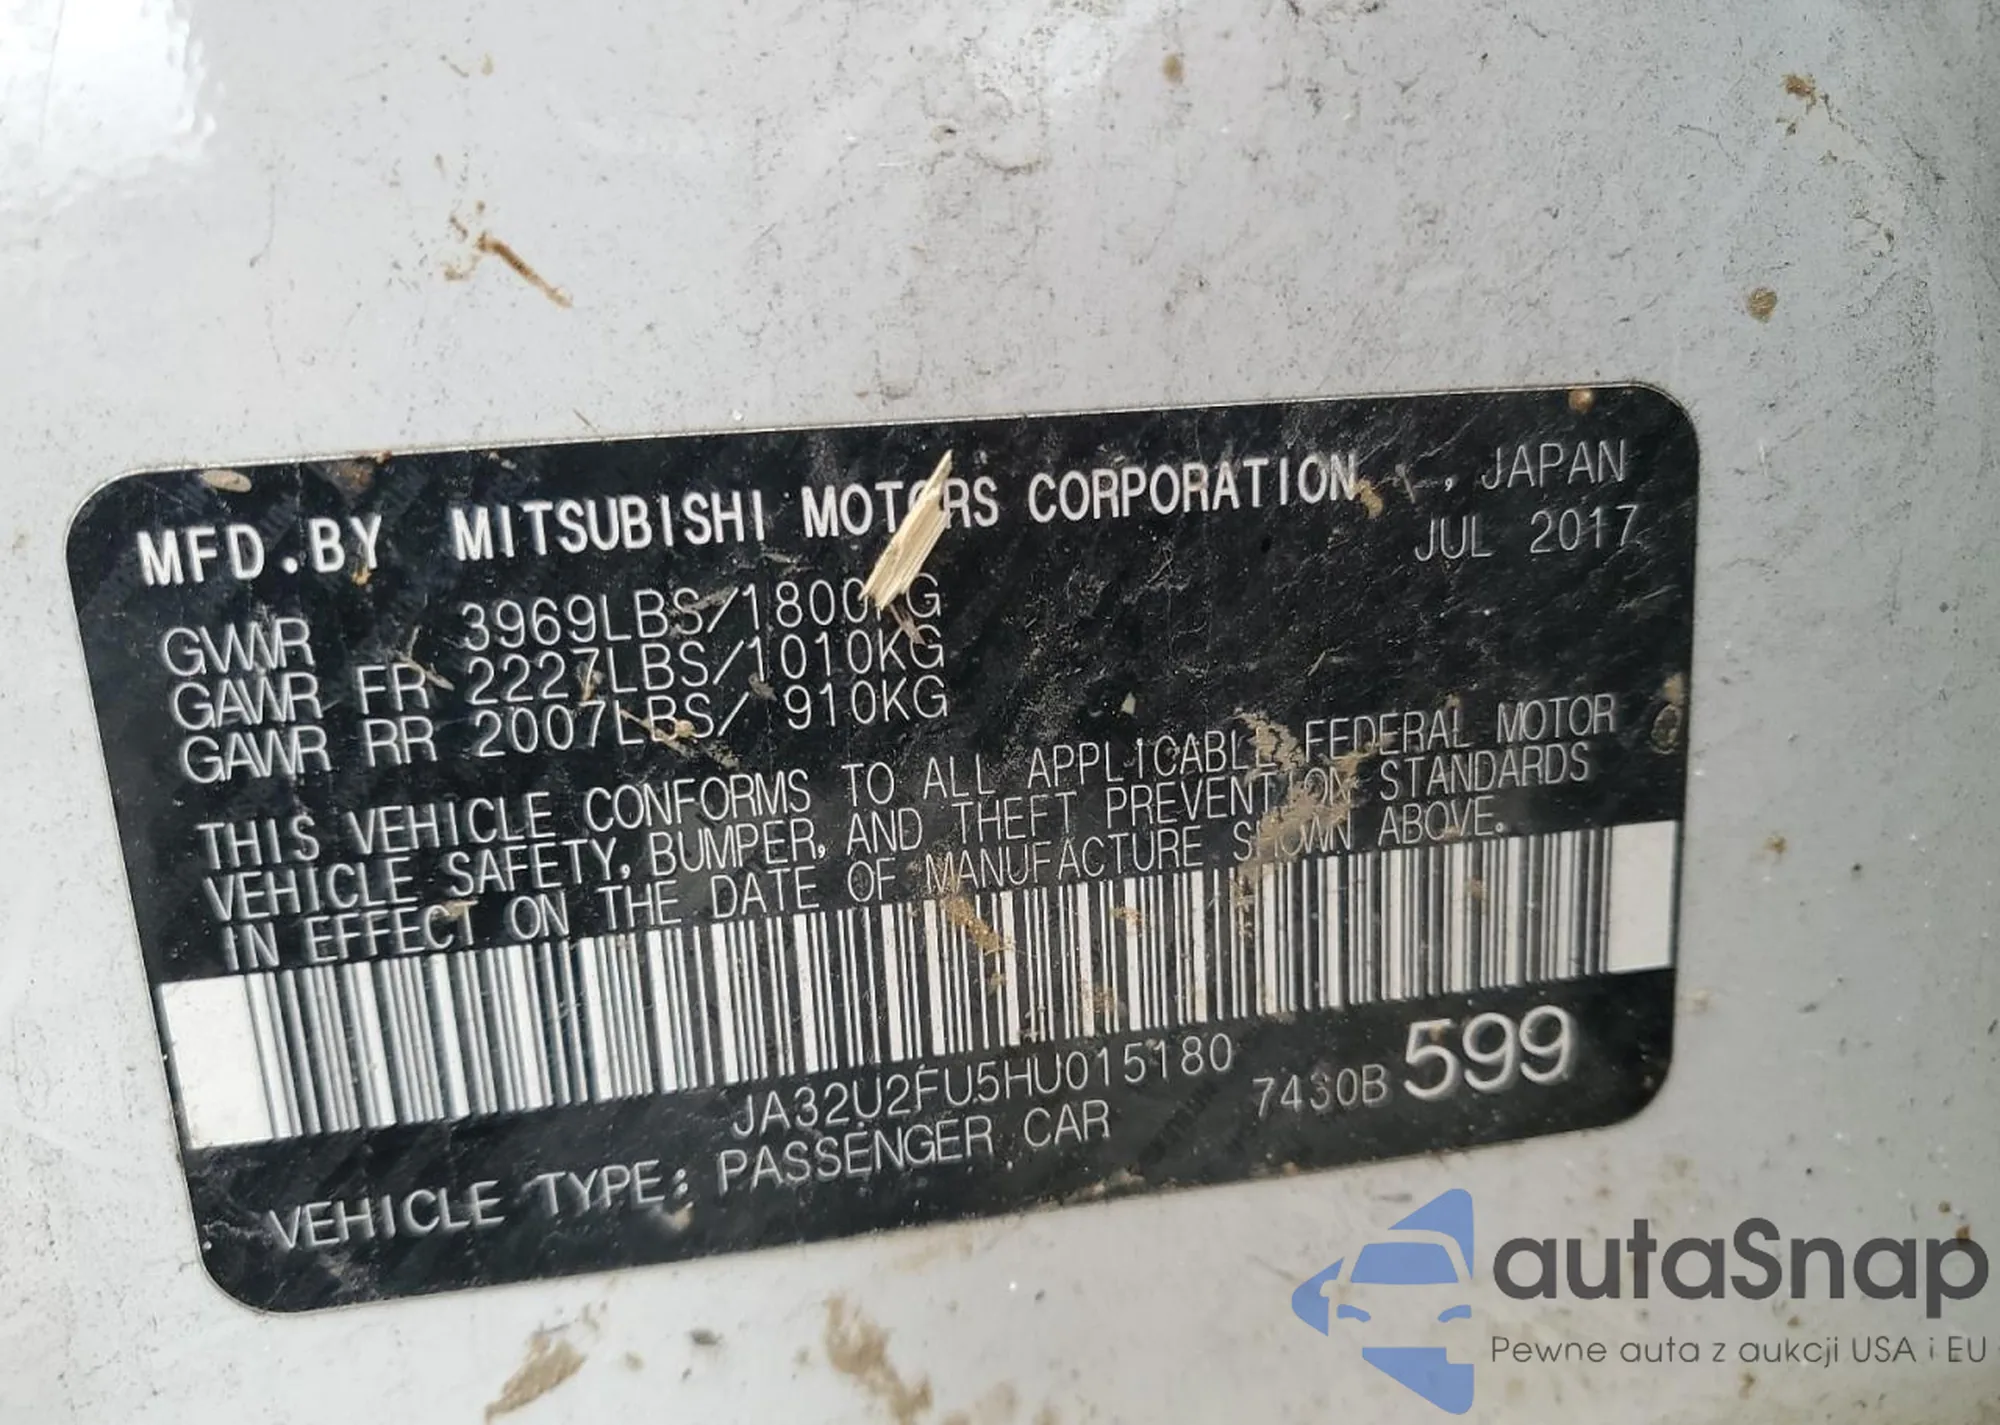 MFD.BY MITSUBISHI MOTORS CORPORATION, JAPAN
JUL 2017
GVWR 3969LBS/1800KG
GAWR FR 2227LBS/1010KG
GAWR RR 2007LBS/ 910KG
THIS VEHICLE CONFORMS TO ALL APPLICABLE FEDERAL MOTOR
VEHICLE SAFETY, BUMPER, AND THEFT PREVENTION STANDARDS
IN EFFECT ON THE DATE OF MANUFACTURE SHOWN ABOVE.
JA32U2FU5HU015180
7430B 599
VEHICLE TYPE: PASSENGER CAR
autaSnap
Pewne auta z aukcji USA i EU